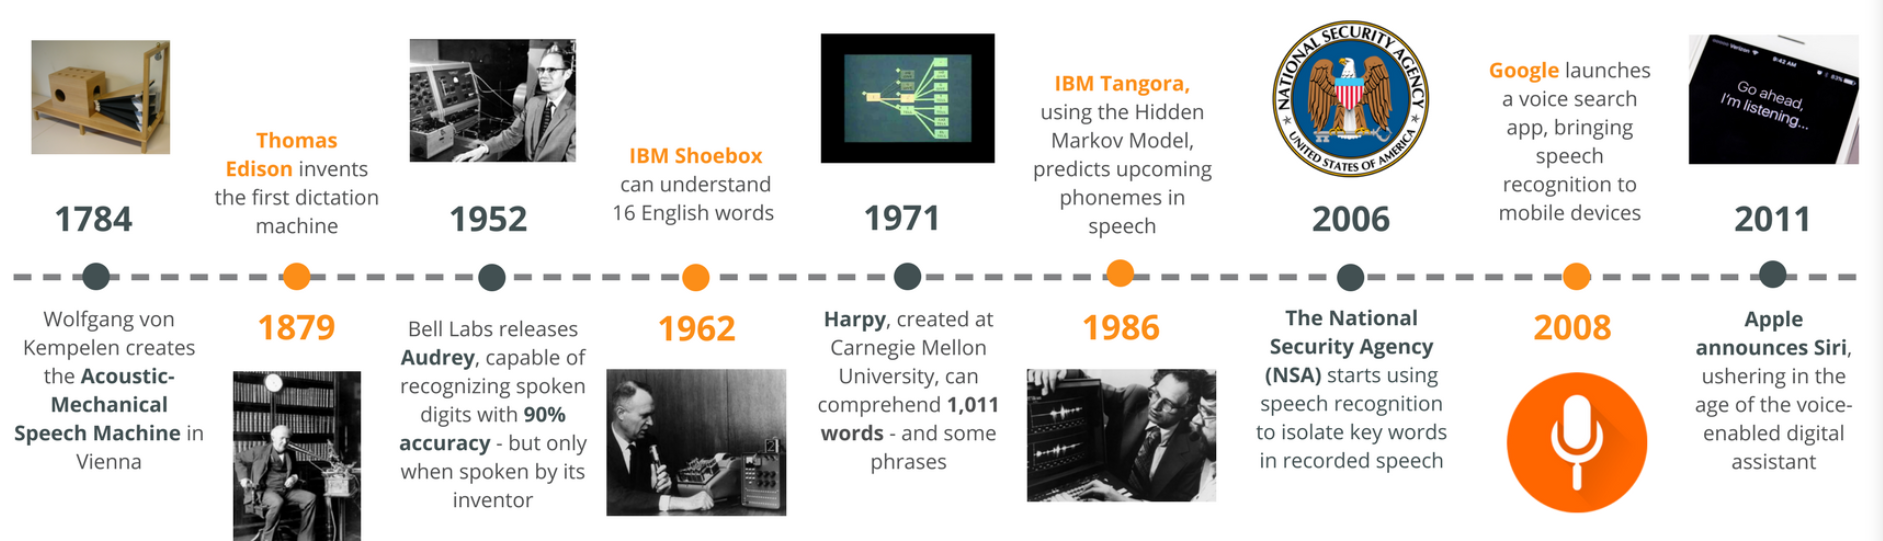 1784
Wolfgang von
Kempelen creates
the Acoustic-
Mechanical
Speech Machine in
Vienna
Thomas
Edison invents
the first dictation
machine
1879
1952
Bell Labs releases
Audrey, capable of
recognizing spoken
digits with 90%
accuracy - but only
when spoken by its
inventor
IBM Shoebox
can understand
16 English words
1962
1971
Harpy, created at
Carnegie Mellon
University, can
comprehend 1,011
words - and some
phrases
IBM Tangora,
using the Hidden
Markov Model,
predicts upcoming
phonemes in
speech
1986
NATIONAL SECURITY AGENCY
UNITED STATES OF AMERICA
2006
The National
Security Agency
(NSA) starts using
speech recognition
to isolate key words
in recorded speech
Google launches
a voice search
app, bringing
speech
recognition to
mobile devices
2008
Verizon
9:42 AM
Go ahead,
I'm listening...
2011
Apple
announces Siri,
ushering in the
age of the voice-
enabled digital
assistant